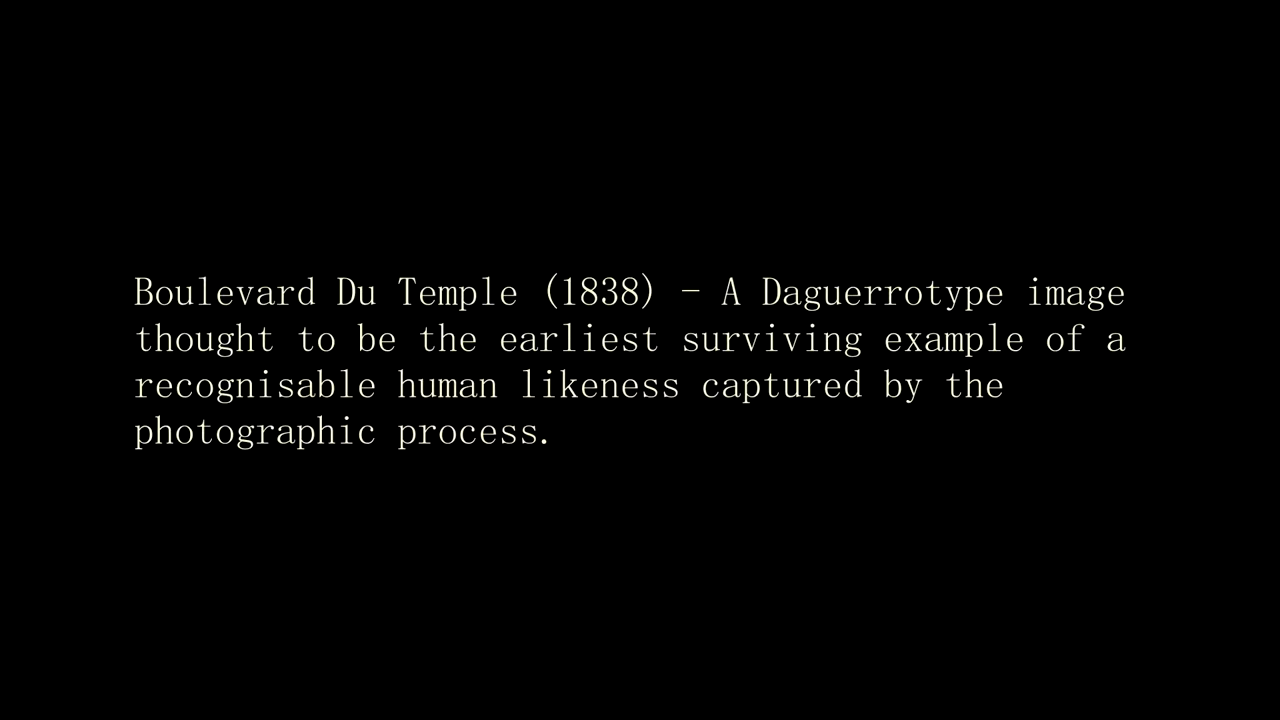 Boulevard Du Temple (1838) – A Daguerrotype image
thought to be the earliest surviving example of a
recognisable human likeness captured by the
photographic process.